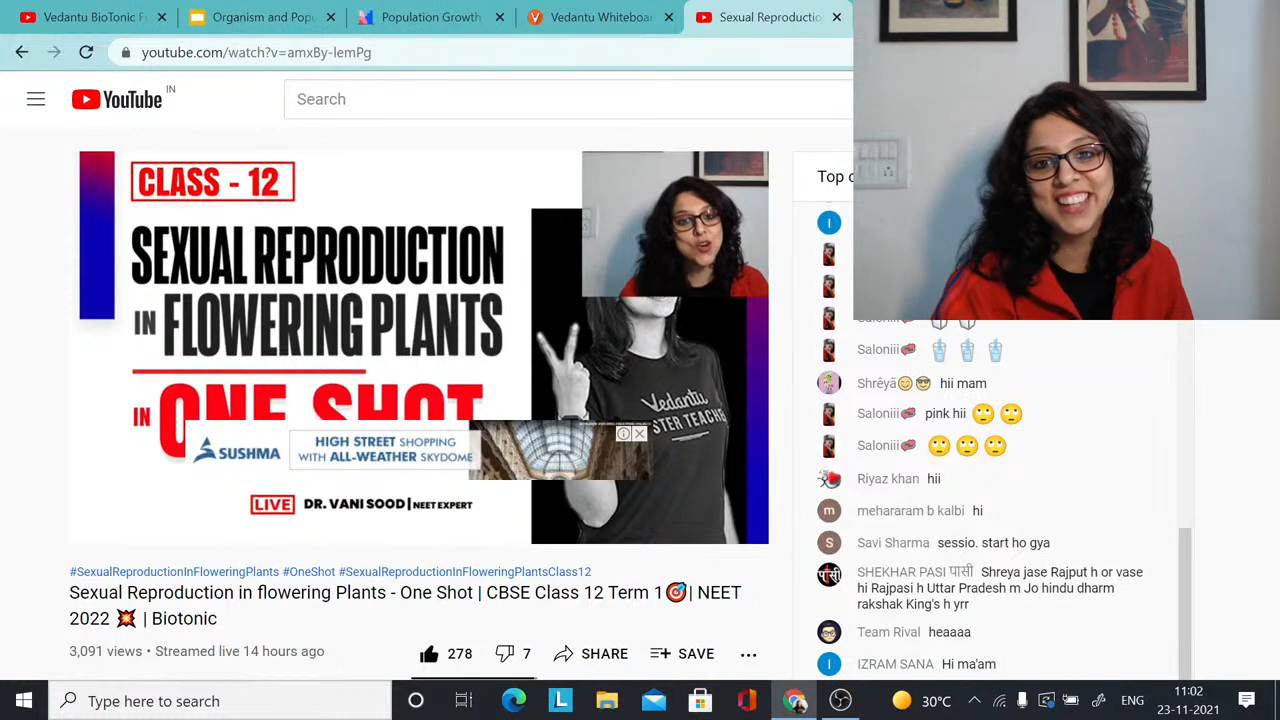 Vedantu BioTonic F
Organism and Popu
Population Growth
Vedantu Whiteboa
Sexual Reproductio
youtube.com/watch?v=amxBy-lemPg
YouTube IN
Search
CLASS - 12
SEXUAL REPRODUCTION
IN FLOWERING PLANTS
IN ONE SHOT
Vedantu
STER TEACHE
SUSHMA
HIGH STREET SHOPPING
WITH ALL-WEATHER SKYDOME
LIVE DR. VANI SOOD | NEET EXPERT
#SexualReproductionInFloweringPlants #OneShot #SexualReproductionInFloweringPlantsClass12
Sexual Reproduction in flowering Plants - One Shot | CBSE Class 12 Term 1🎯| NEET
2022 💥 | Biotonic
3,091 views • Streamed live 14 hours ago
278
7
SHARE
SAVE
Top
I
Saloniii
Saloniii
Shrêyã😊😎 hii mam
Saloniii pink hii 🙄 🙄
Saloniii 🙄 🙄 🙄
Riyaz khan hii
m mehararam b kalbi hi
S Savi Sharma sessio. start ho gya
SHEKHAR PASI पासी Shreya jase Rajput h or vase
hi Rajpasi h Uttar Pradesh m Jo hindu dharm
rakshak King's h yrr
Team Rival heaaaa
I IZRAM SANA Hi ma'am
Type here to search
30°C
ENG
11:02
23-11-2021